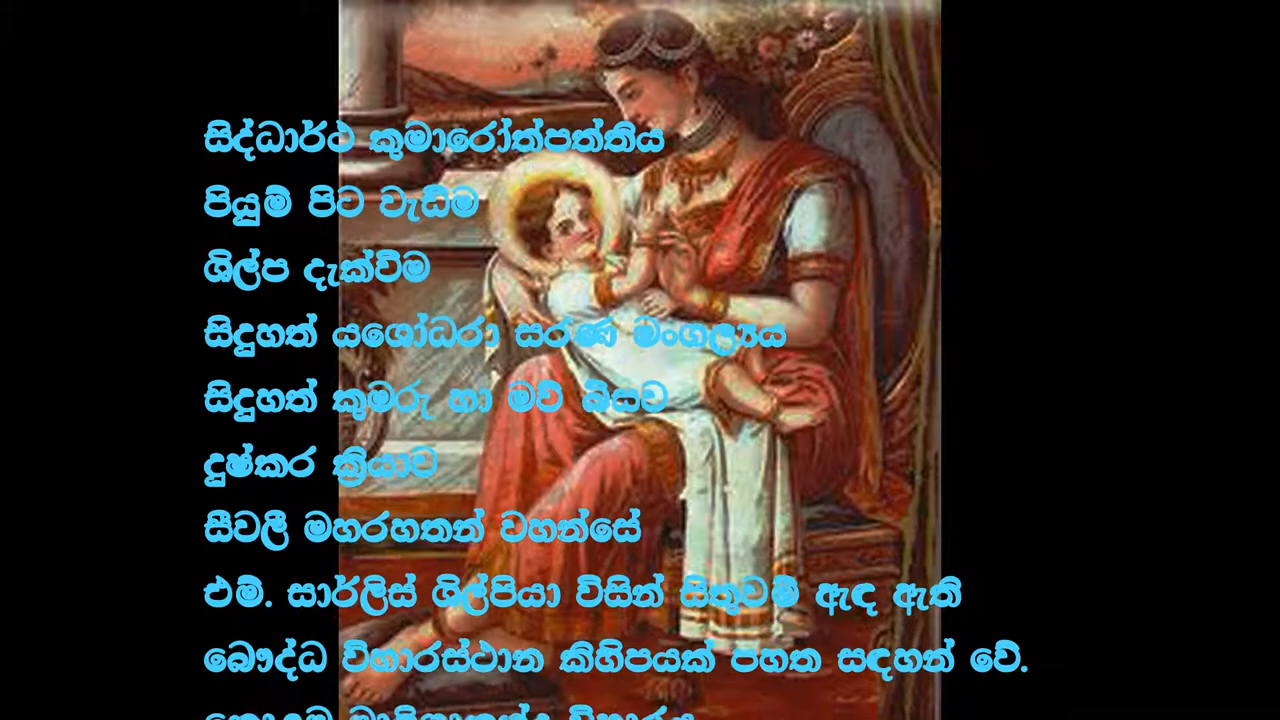 සිද්ධාර්ථ කුමාරෝත්පත්තිය
පියුම් පිට වැඩීම
ශිල්ප දැක්වීම
සිදුහත් යශෝධරා සරණ මංගල්‍යය
සිදුහත් කුමරු හා මව් බිසව
දුෂ්කර ක්‍රියාව
සීවලී මහරහතන් වහන්සේ
එම්. සාර්ලිස් ශිල්පියා විසින් සිතුවම් ඇඳ ඇති
බෞද්ධ විහාරස්ථාන කිහිපයක් පහත සඳහන් වේ.